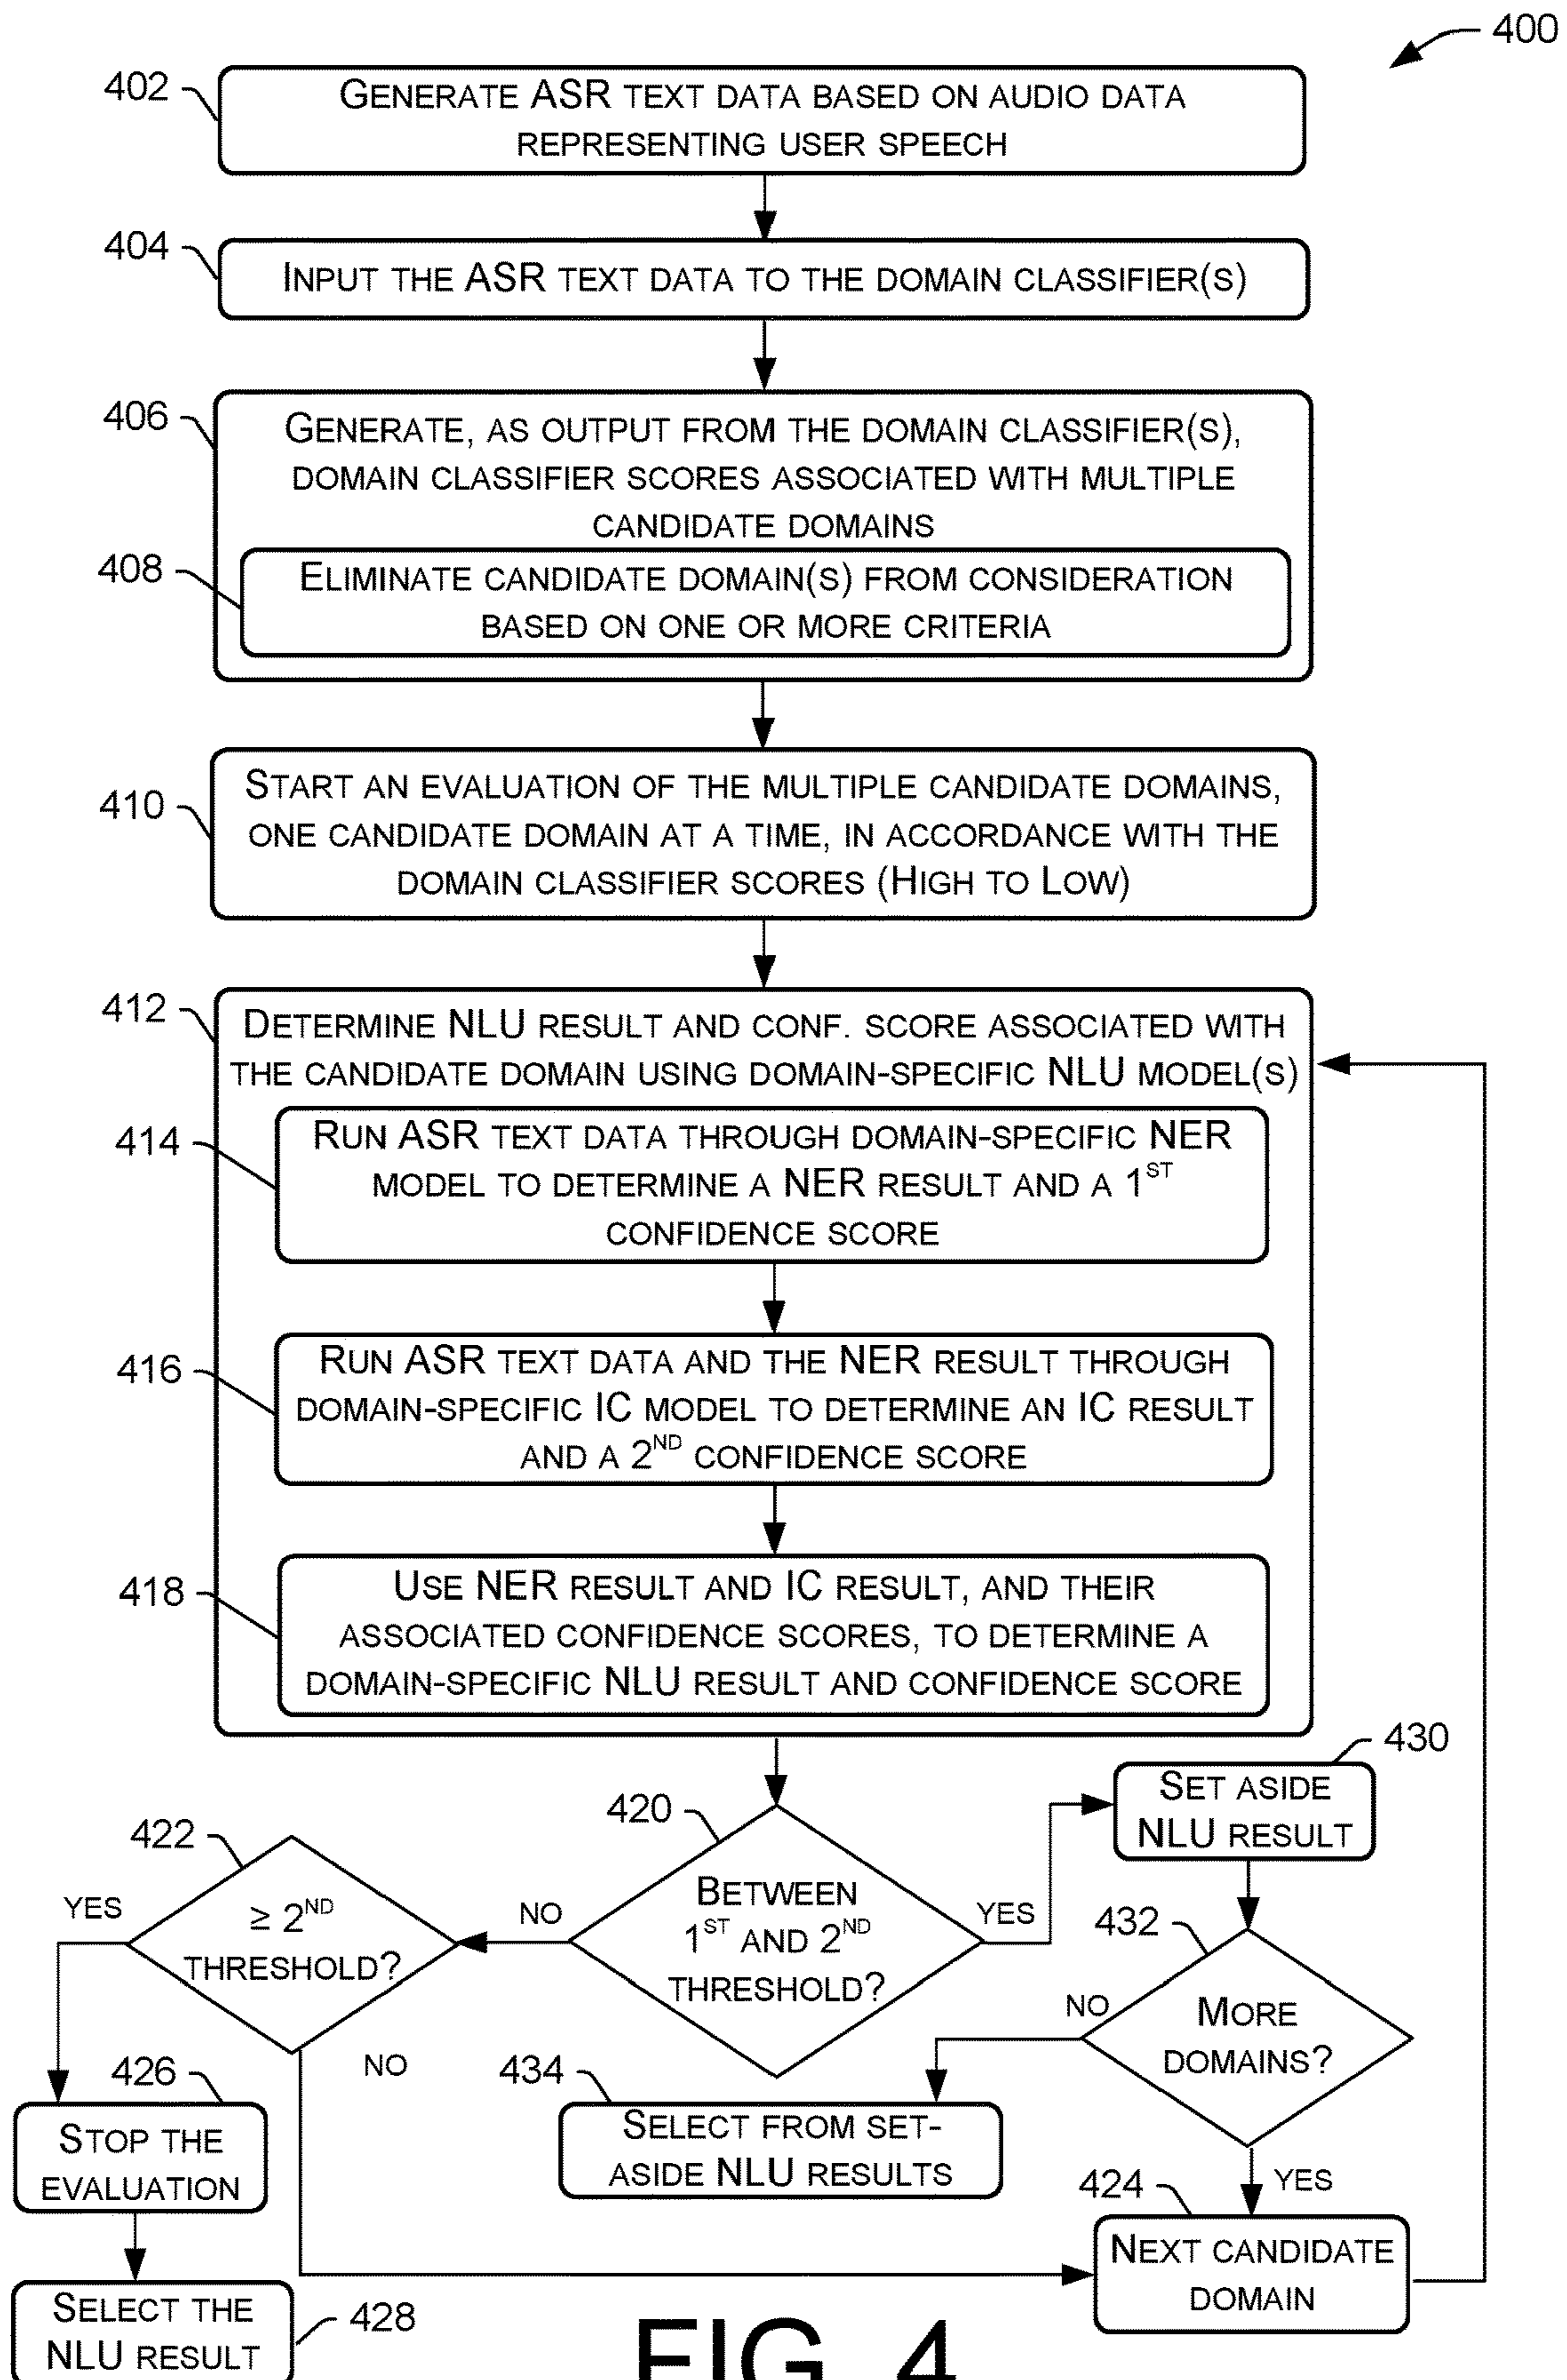 400
402
GENERATE ASR TEXT DATA BASED ON AUDIO DATA
REPRESENTING USER SPEECH
404
INPUT THE ASR TEXT DATA TO THE DOMAIN CLASSIFIER(S)
406
GENERATE, AS OUTPUT FROM THE DOMAIN CLASSIFIER(S),
DOMAIN CLASSIFIER SCORES ASSOCIATED WITH MULTIPLE
CANDIDATE DOMAINS
408
ELIMINATE CANDIDATE DOMAIN(S) FROM CONSIDERATION
BASED ON ONE OR MORE CRITERIA
410
START AN EVALUATION OF THE MULTIPLE CANDIDATE DOMAINS,
ONE CANDIDATE DOMAIN AT A TIME, IN ACCORDANCE WITH THE
DOMAIN CLASSIFIER SCORES (HIGH TO LOW)
412
DETERMINE NLU RESULT AND CONF. SCORE ASSOCIATED WITH
THE CANDIDATE DOMAIN USING DOMAIN-SPECIFIC NLU MODEL(S)
414
RUN ASR TEXT DATA THROUGH DOMAIN-SPECIFIC NER
MODEL TO DETERMINE A NER RESULT AND A 1ST
CONFIDENCE SCORE
416
RUN ASR TEXT DATA AND THE NER RESULT THROUGH
DOMAIN-SPECIFIC IC MODEL TO DETERMINE AN IC RESULT
AND A 2ND CONFIDENCE SCORE
418
USE NER RESULT AND IC RESULT, AND THEIR
ASSOCIATED CONFIDENCE SCORES, TO DETERMINE A
DOMAIN-SPECIFIC NLU RESULT AND CONFIDENCE SCORE
420
BETWEEN
1ST AND 2ND
THRESHOLD?
NO
YES
422
≥ 2ND
THRESHOLD?
YES
NO
430
SET ASIDE
NLU RESULT
432
MORE
DOMAINS?
NO
YES
434
SELECT FROM SET-
ASIDE NLU RESULTS
424
NEXT CANDIDATE
DOMAIN
426
STOP THE
EVALUATION
428
SELECT THE
NLU RESULT
FIG. 4